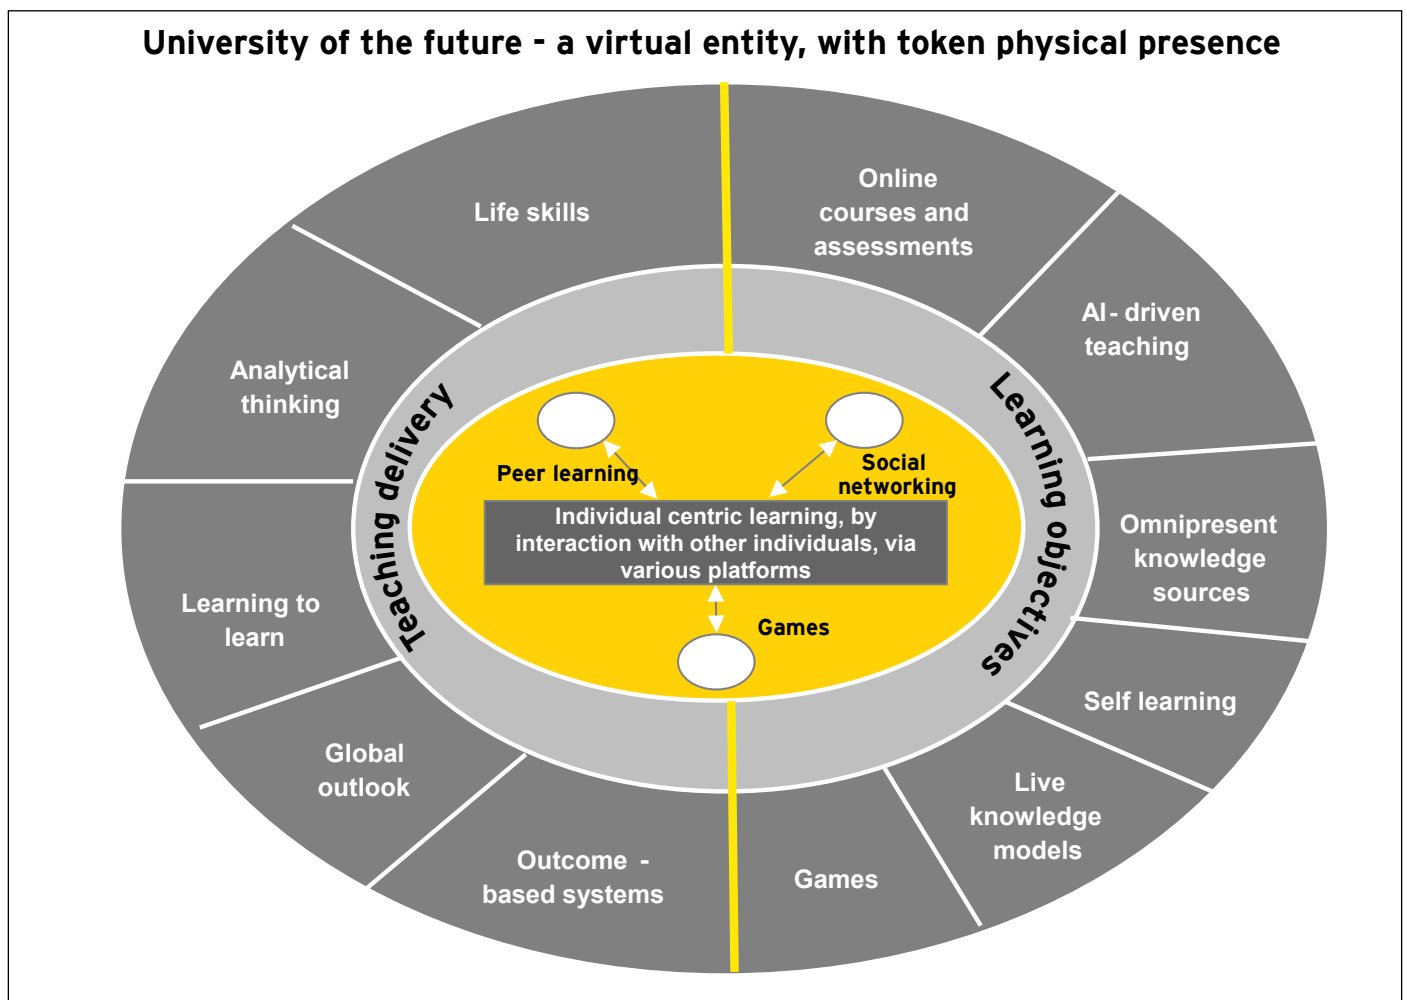 University of the future - a virtual entity, with token physical presence
Life skills
Online
courses and
assessments
AI- driven
teaching
Analytical
thinking
Teaching delivery
Learning objectives
Peer learning
Social
networking
Individual centric learning, by
interaction with other individuals, via
various platforms
Games
Omnipresent
knowledge
sources
Learning to
learn
Self learning
Global
outlook
Live
knowledge
models
Outcome -
based systems
Games